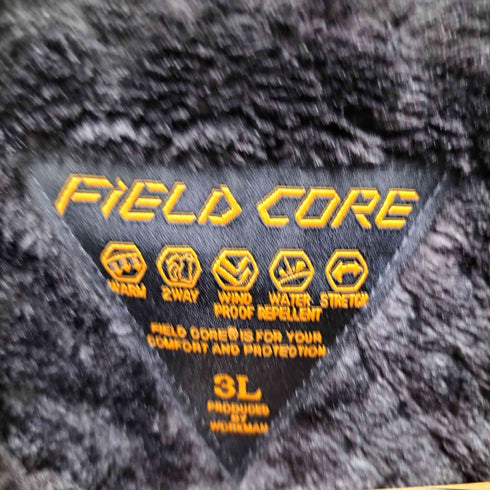 FiELD CORE
WARM 2WAY WIND PROOF WATER REPELLENT STRETCH
FIELD CORE® IS FOR YOUR
COMFORT AND PROTECTION
3L
PRODUCED
BY
WORKMAN